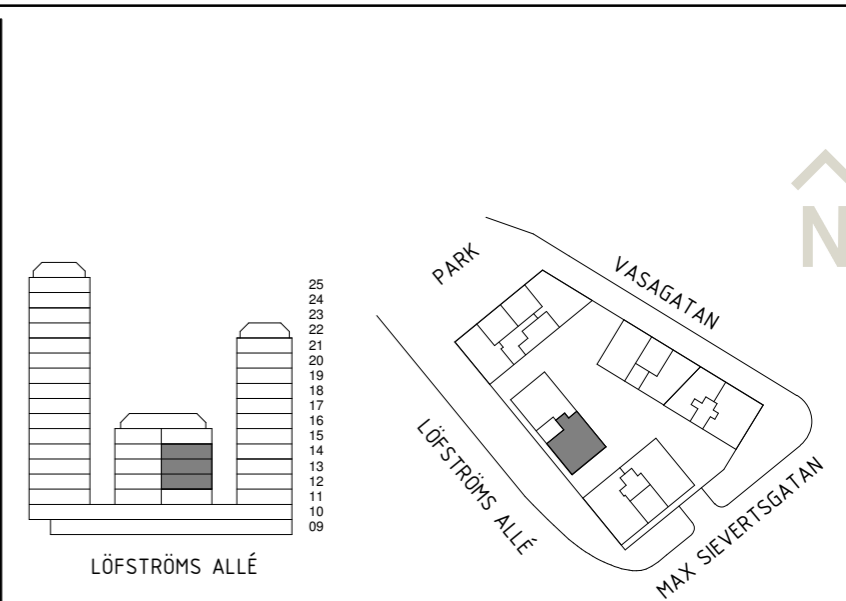 25
24
23
22
21
20
19
18
17
16
15
14
13
12
11
10
09
LÖFSTRÖMS ALLÉ
N
PARK
VASAGATAN
LÖFSTRÖMS ALLÉ
MAX SIEVERTSGATAN